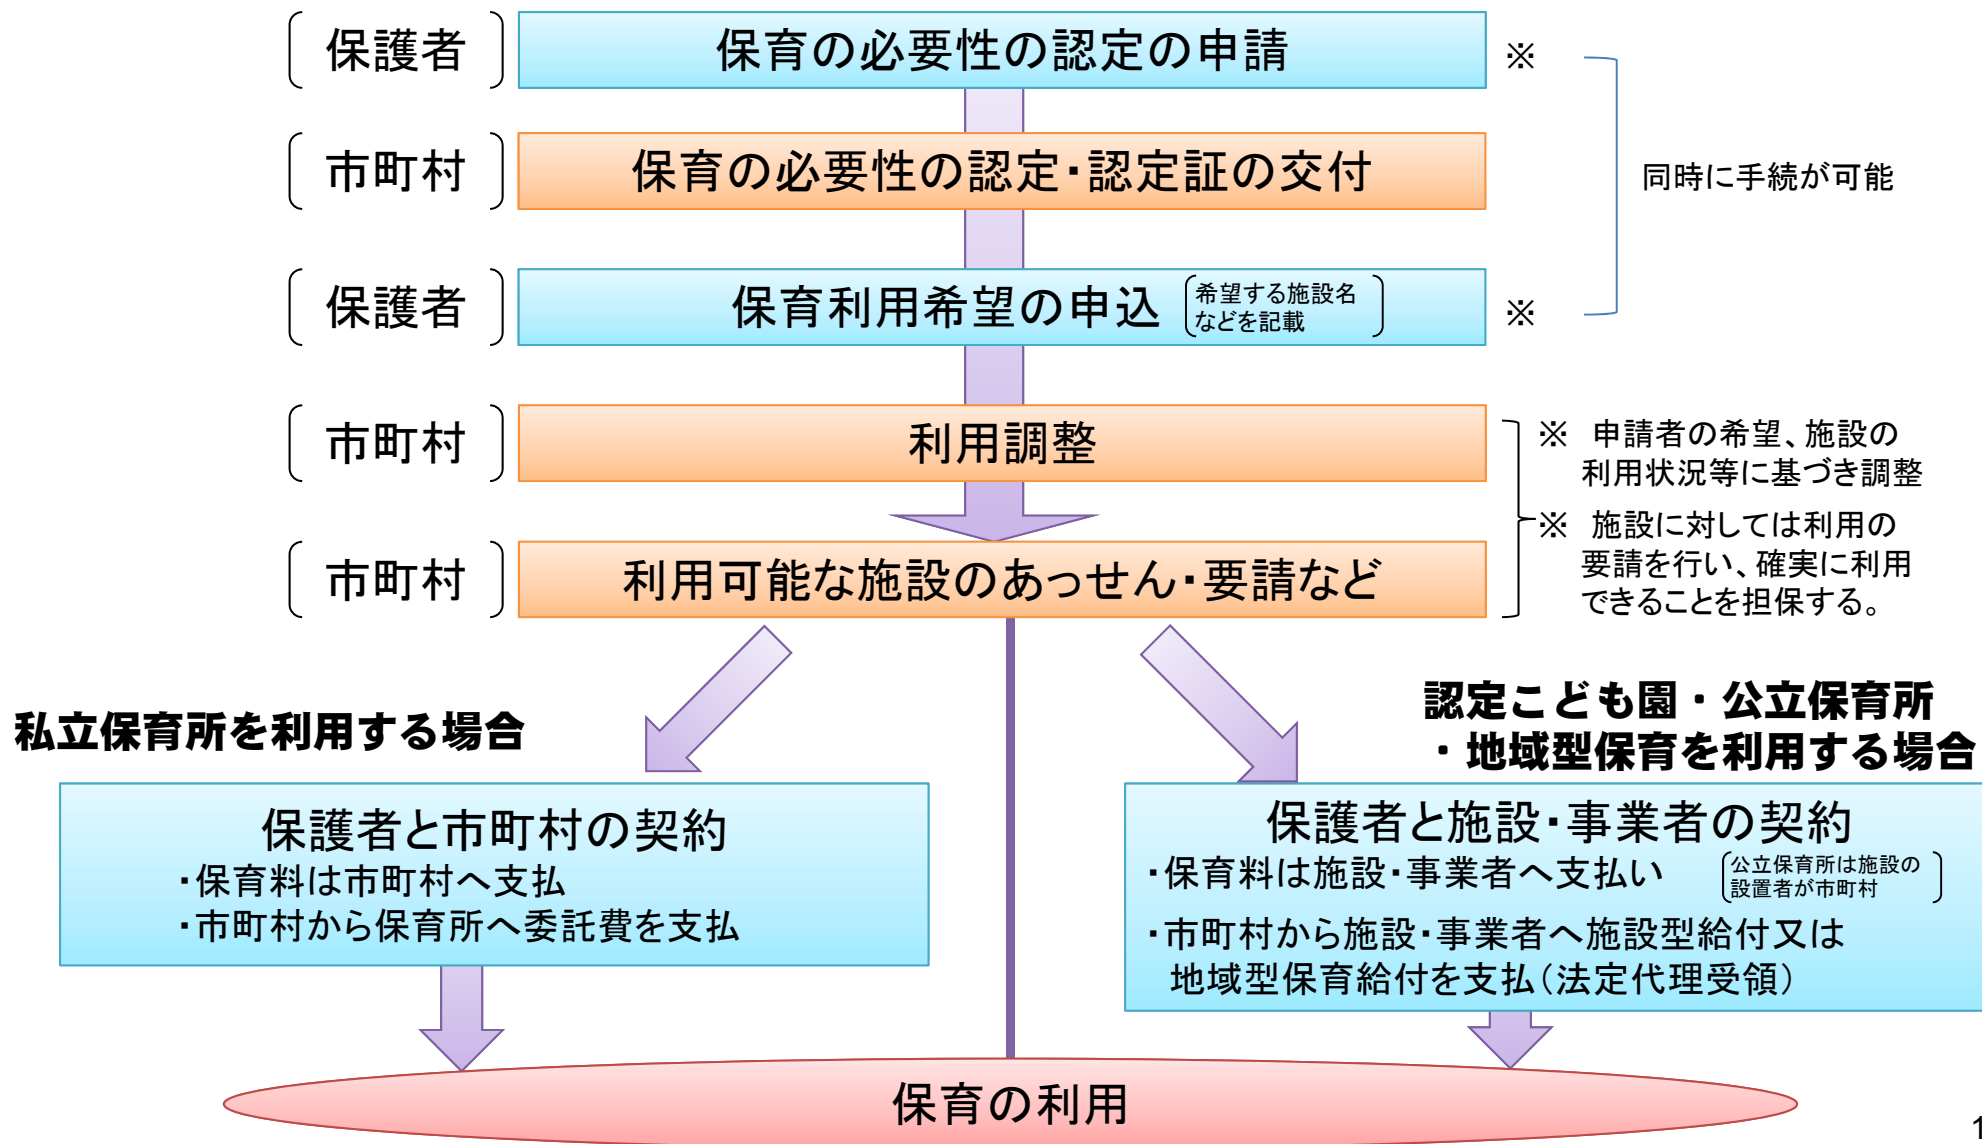 保護者 保育の必要性の認定の申請 ※
市町村 保育の必要性の認定・認定証の交付
同時に手続が可能
保護者 保育利用希望の申込 希望する施設名
などを記載
※
市町村 利用調整
※ 申請者の希望、施設の
利用状況等に基づき調整
※ 施設に対しては利用の
要請を行い、確実に利用
できることを担保する。
市町村 利用可能な施設のあっせん・要請など
私立保育所を利用する場合
保護者と市町村の契約
・保育料は市町村へ支払
・市町村から保育所へ委託費を支払
認定こども園・公立保育所
・地域型保育を利用する場合
保護者と施設・事業者の契約
・保育料は施設・事業者へ支払い
公立保育所は施設の
設置者が市町村
・市町村から施設・事業者へ施設型給付又は
地域型保育給付を支払(法定代理受領)
保育の利用